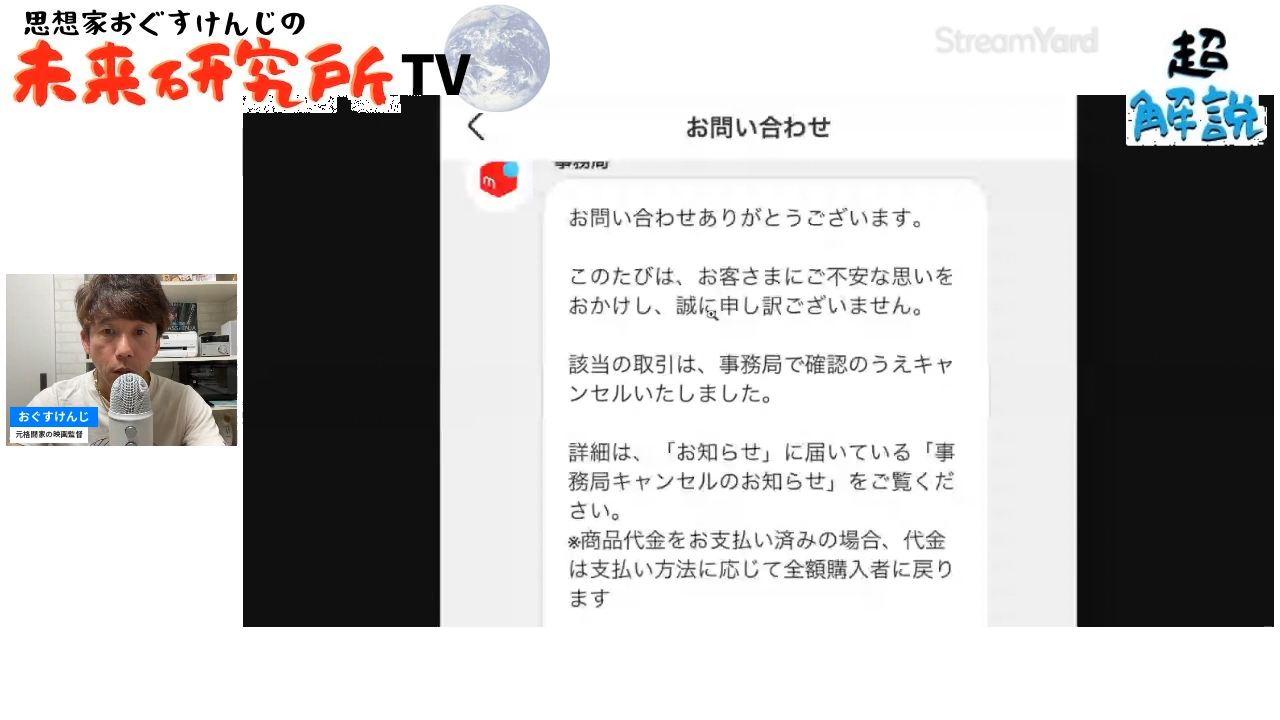 思想家おぐすけんじの
未来研究所TV
StreamYard
超
解説
お問い合わせ
事務局
お問い合わせありがとうございます。
このたびは、お客さまにご不安な思いを
おかけし、誠に申し訳ございません。
該当の取引は、事務局で確認のうえキャ
ンセルいたしました。
詳細は、「お知らせ」に届いている「事
務局キャンセルのお知らせ」をご覧くだ
さい。
※商品代金をお支払い済みの場合、代金
は支払い方法に応じて全額購入者に戻り
ます
おぐすけんじ
元格闘家の映画監督